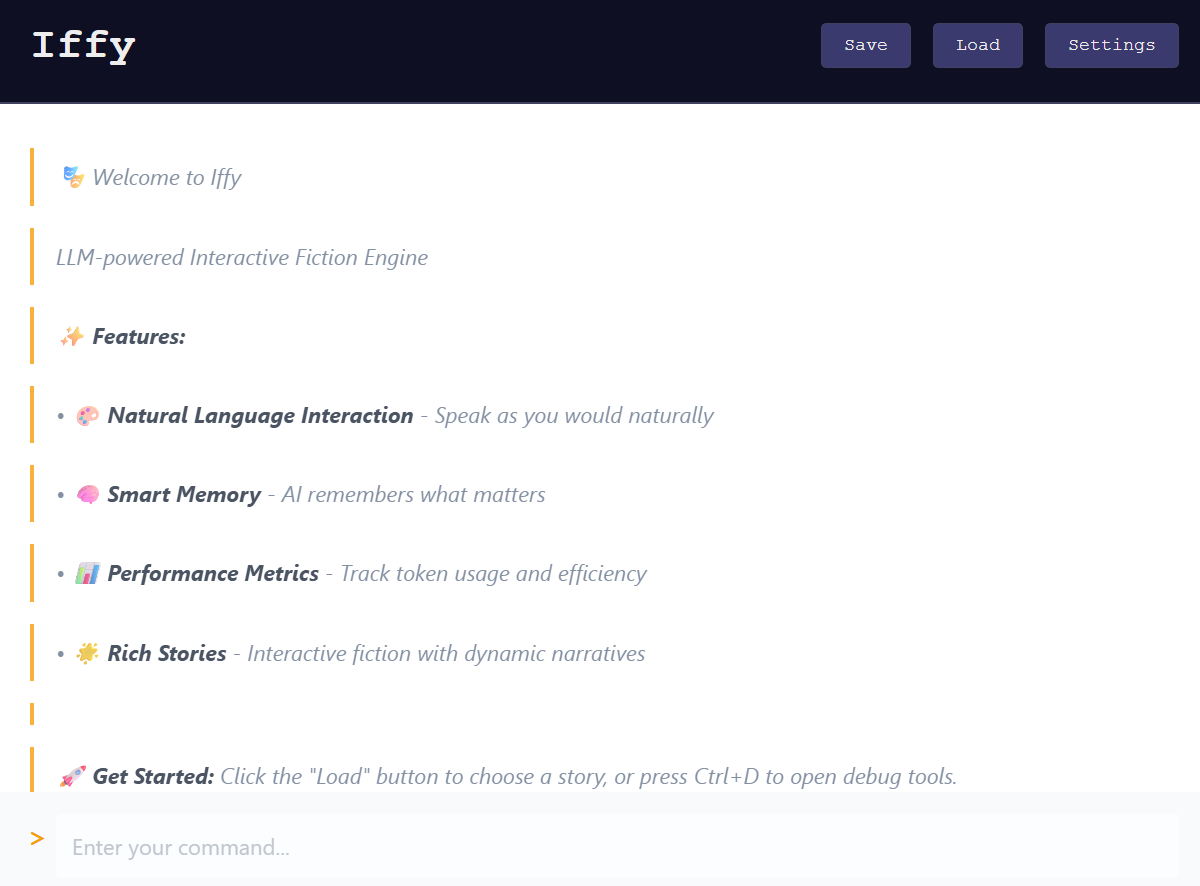 Iffy
Save
Load
Settings
🎭 Welcome to Iffy
LLM-powered Interactive Fiction Engine
✨ Features:
• 🎨 Natural Language Interaction - Speak as you would naturally
• 🧠 Smart Memory - AI remembers what matters
• 📊 Performance Metrics - Track token usage and efficiency
• 🌟 Rich Stories - Interactive fiction with dynamic narratives
🚀 Get Started: Click the "Load" button to choose a story, or press Ctrl+D to open debug tools.
> Enter your command...